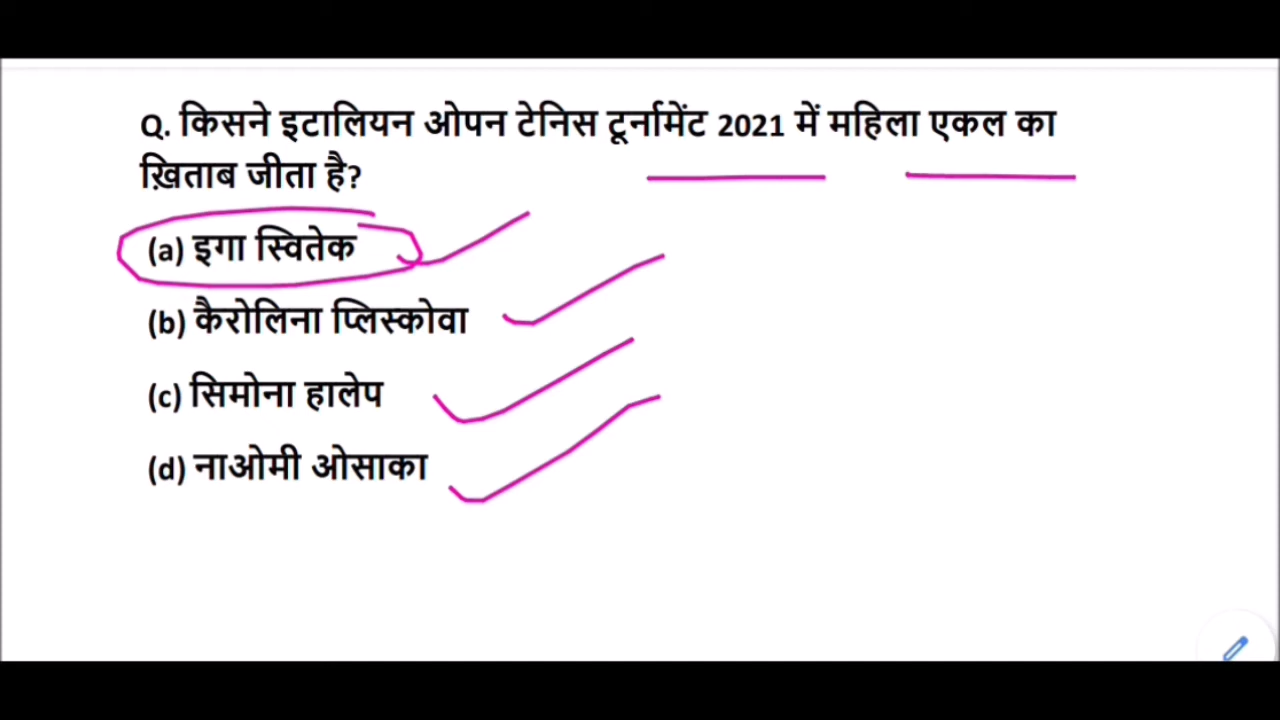 Q. किसने इटालियन ओपन टेनिस टूर्नामेंट 2021 में महिला एकल का
ख़िताब जीता है?
(a) इगा स्वितेक
(b) कैरोलिना प्लिस्कोवा
(c) सिमोना हालेप
(d) नाओमी ओसाका